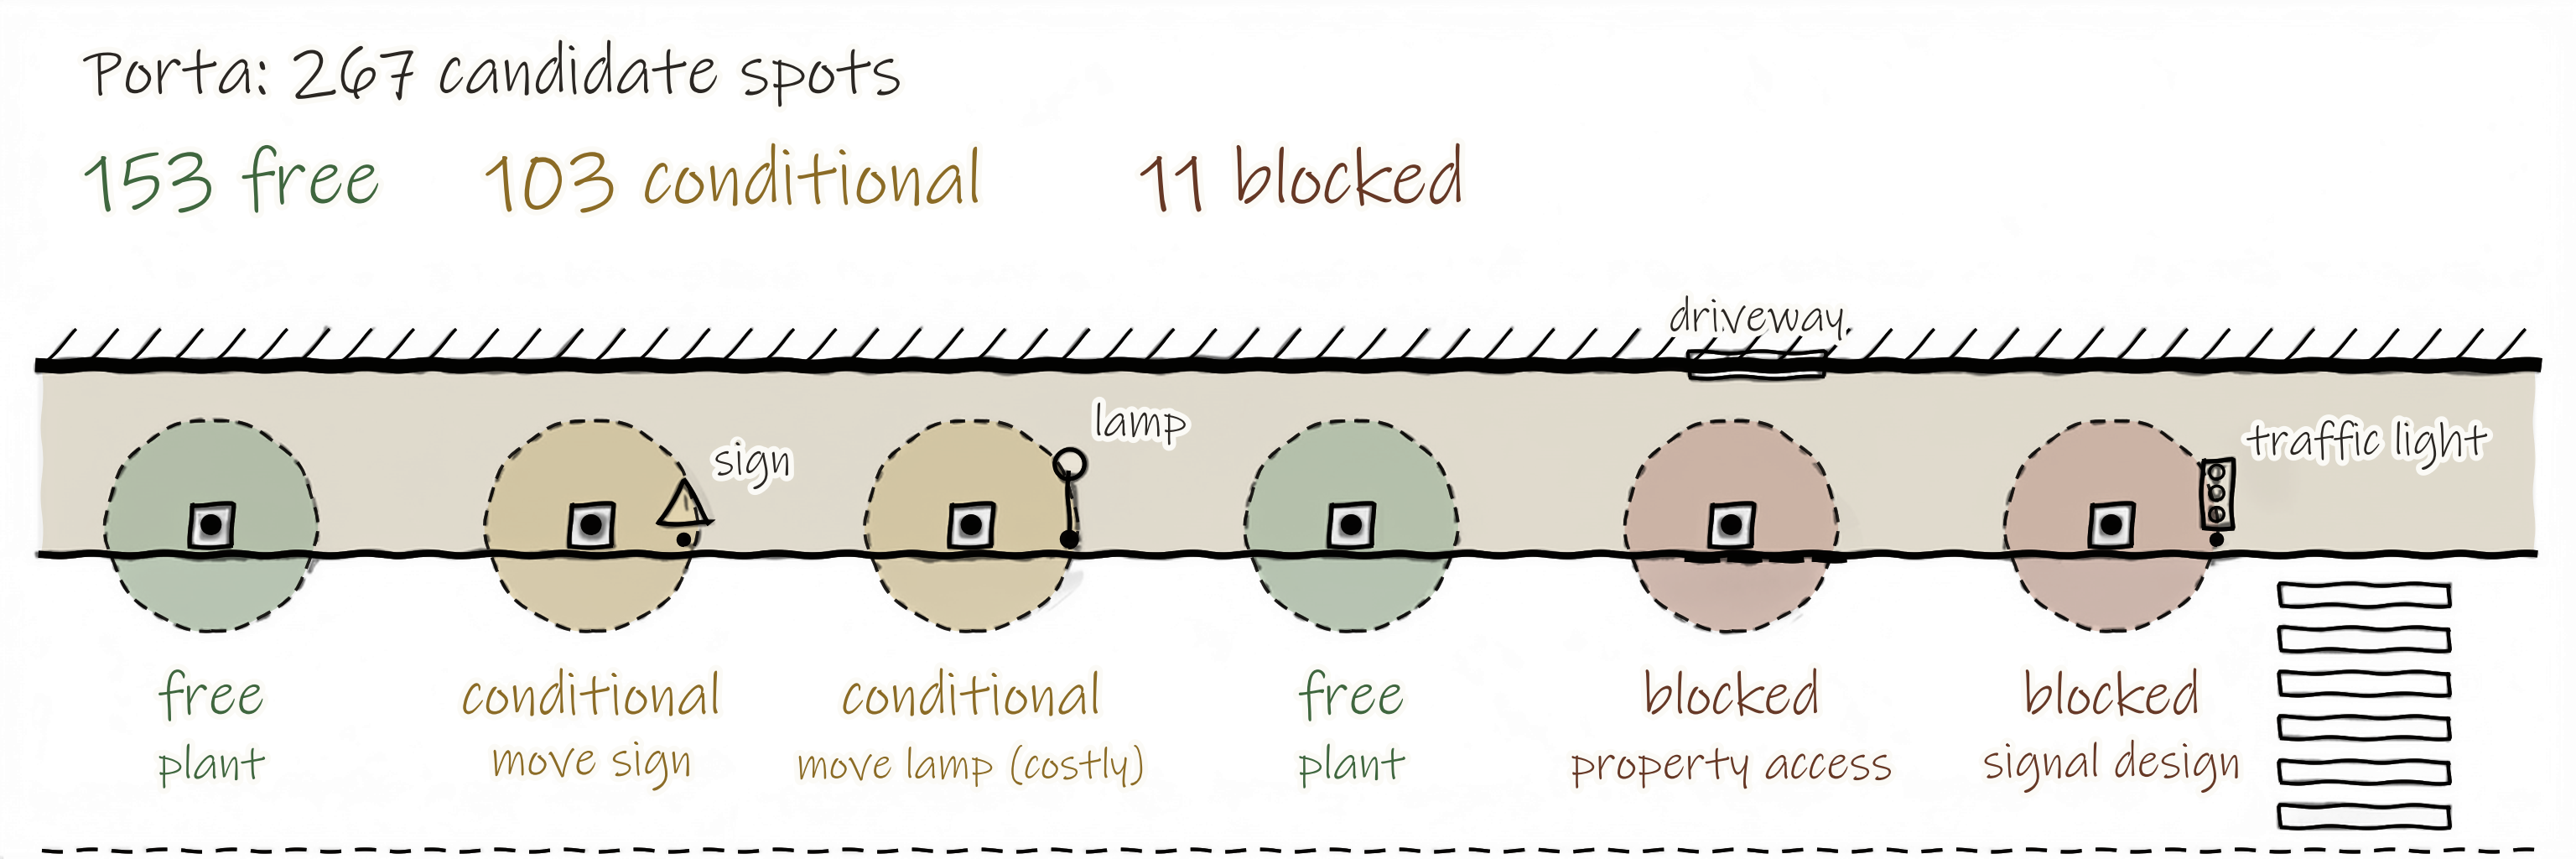 Porta: 267 candidate spots
153 free 103 conditional 11 blocked
driveway
lamp
sign
traffic light
free conditional conditional free blocked blocked
plant move sign move lamp (costly) plant property access signal design